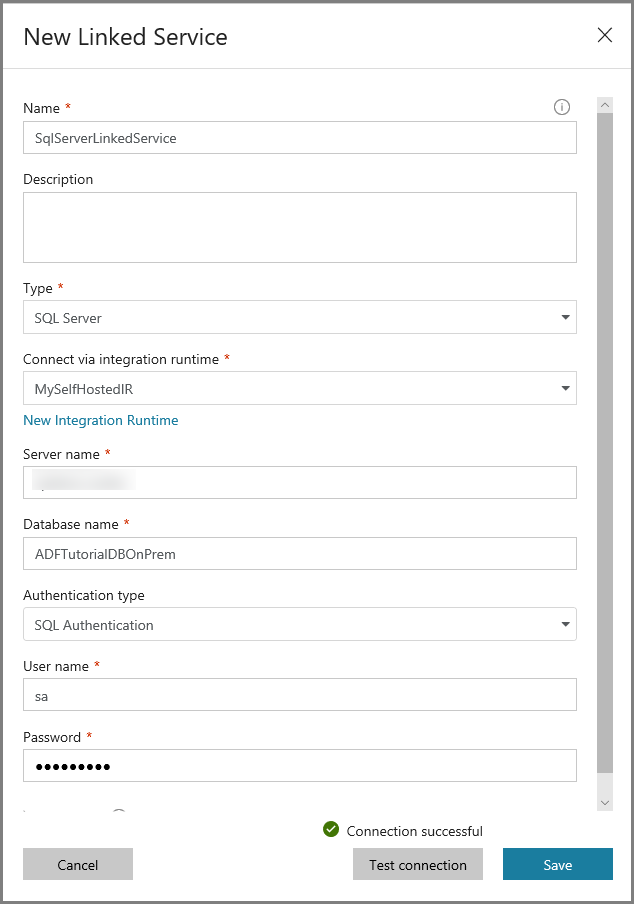 New Linked Service
Name *
SqlServerLinkedService
Description
Type *
SQL Server
Connect via integration runtime *
MySelfHostedIR
New Integration Runtime
Server name *
Database name *
ADFTutorialDBOnPrem
Authentication type
SQL Authentication
User name *
sa
Password *
●●●●●●●●●
Connection successful
Cancel
Test connection
Save